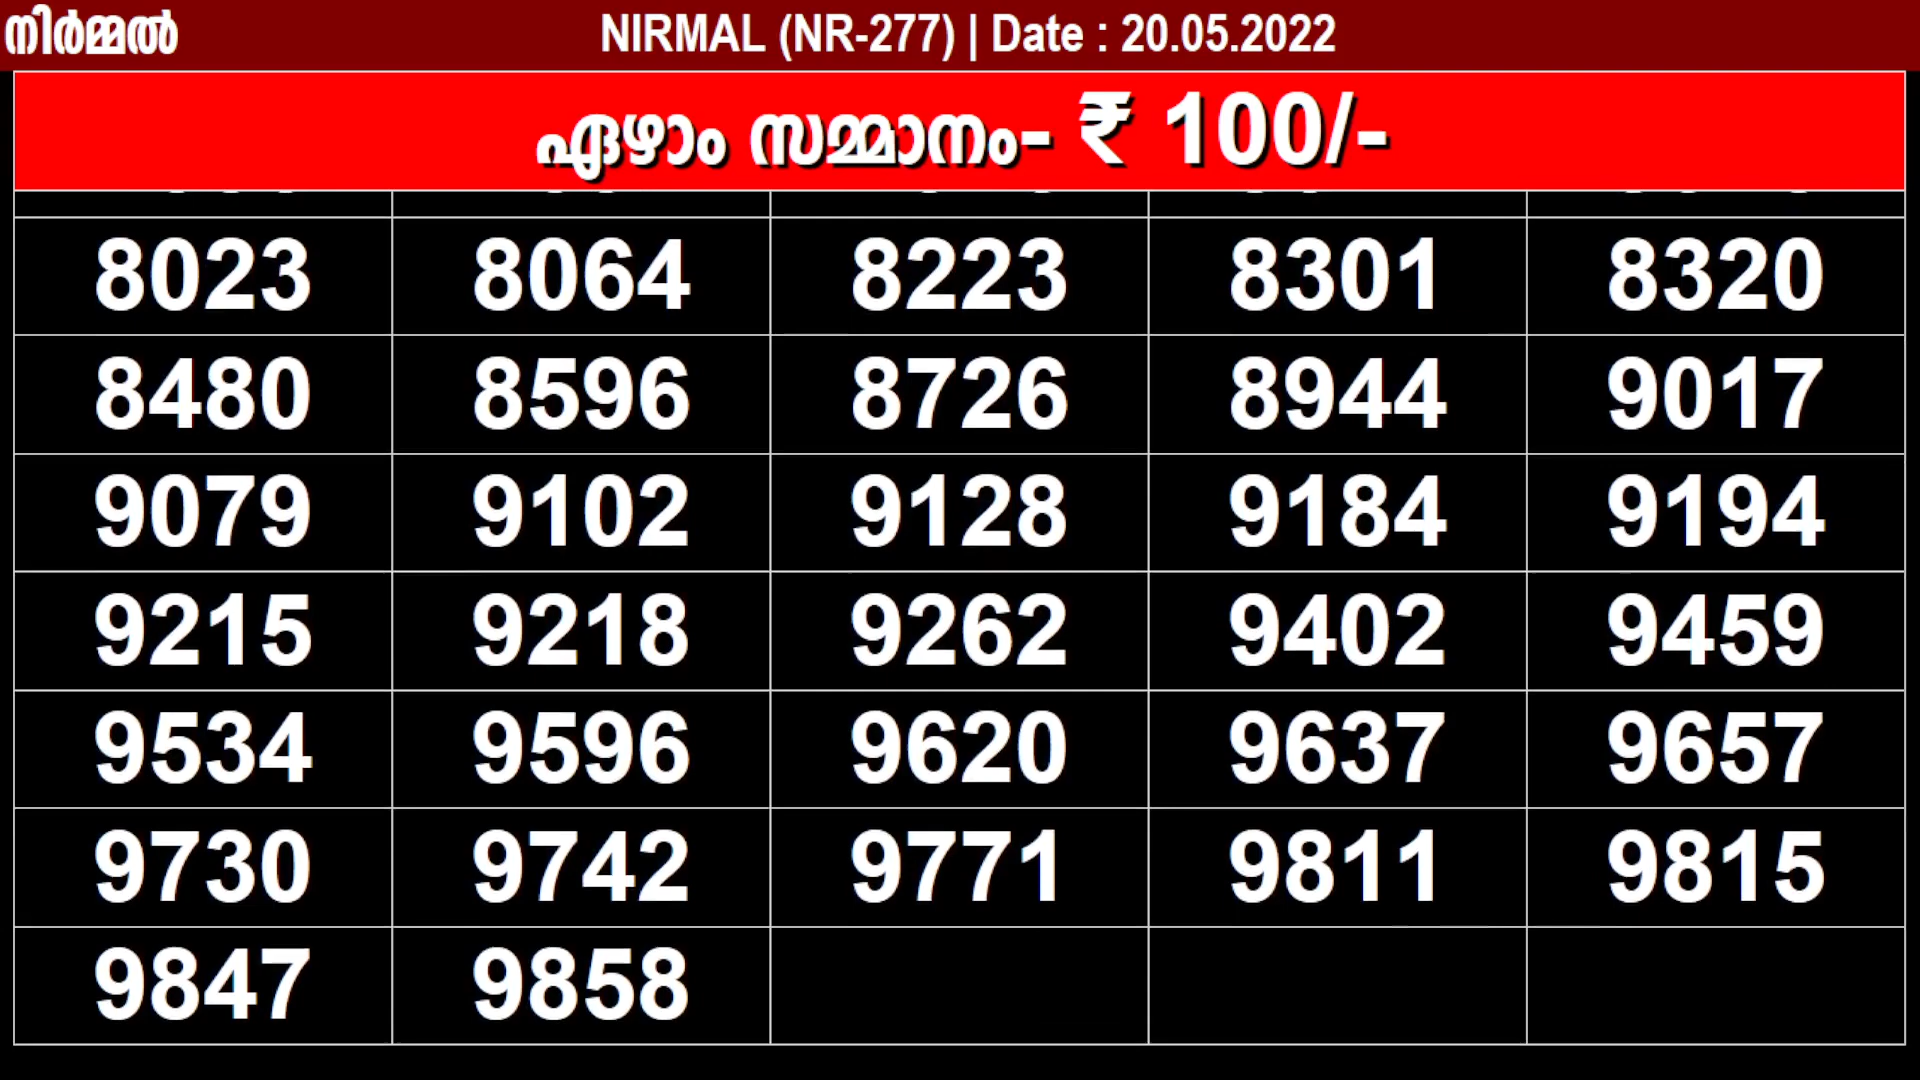 നിർമ്മൽ NIRMAL (NR-277) | Date : 20.05.2022
ഏഴാം സമ്മാനം- ₹ 100/-
8023 8064 8223 8301 8320
8480 8596 8726 8944 9017
9079 9102 9128 9184 9194
9215 9218 9262 9402 9459
9534 9596 9620 9637 9657
9730 9742 9771 9811 9815
9847 9858